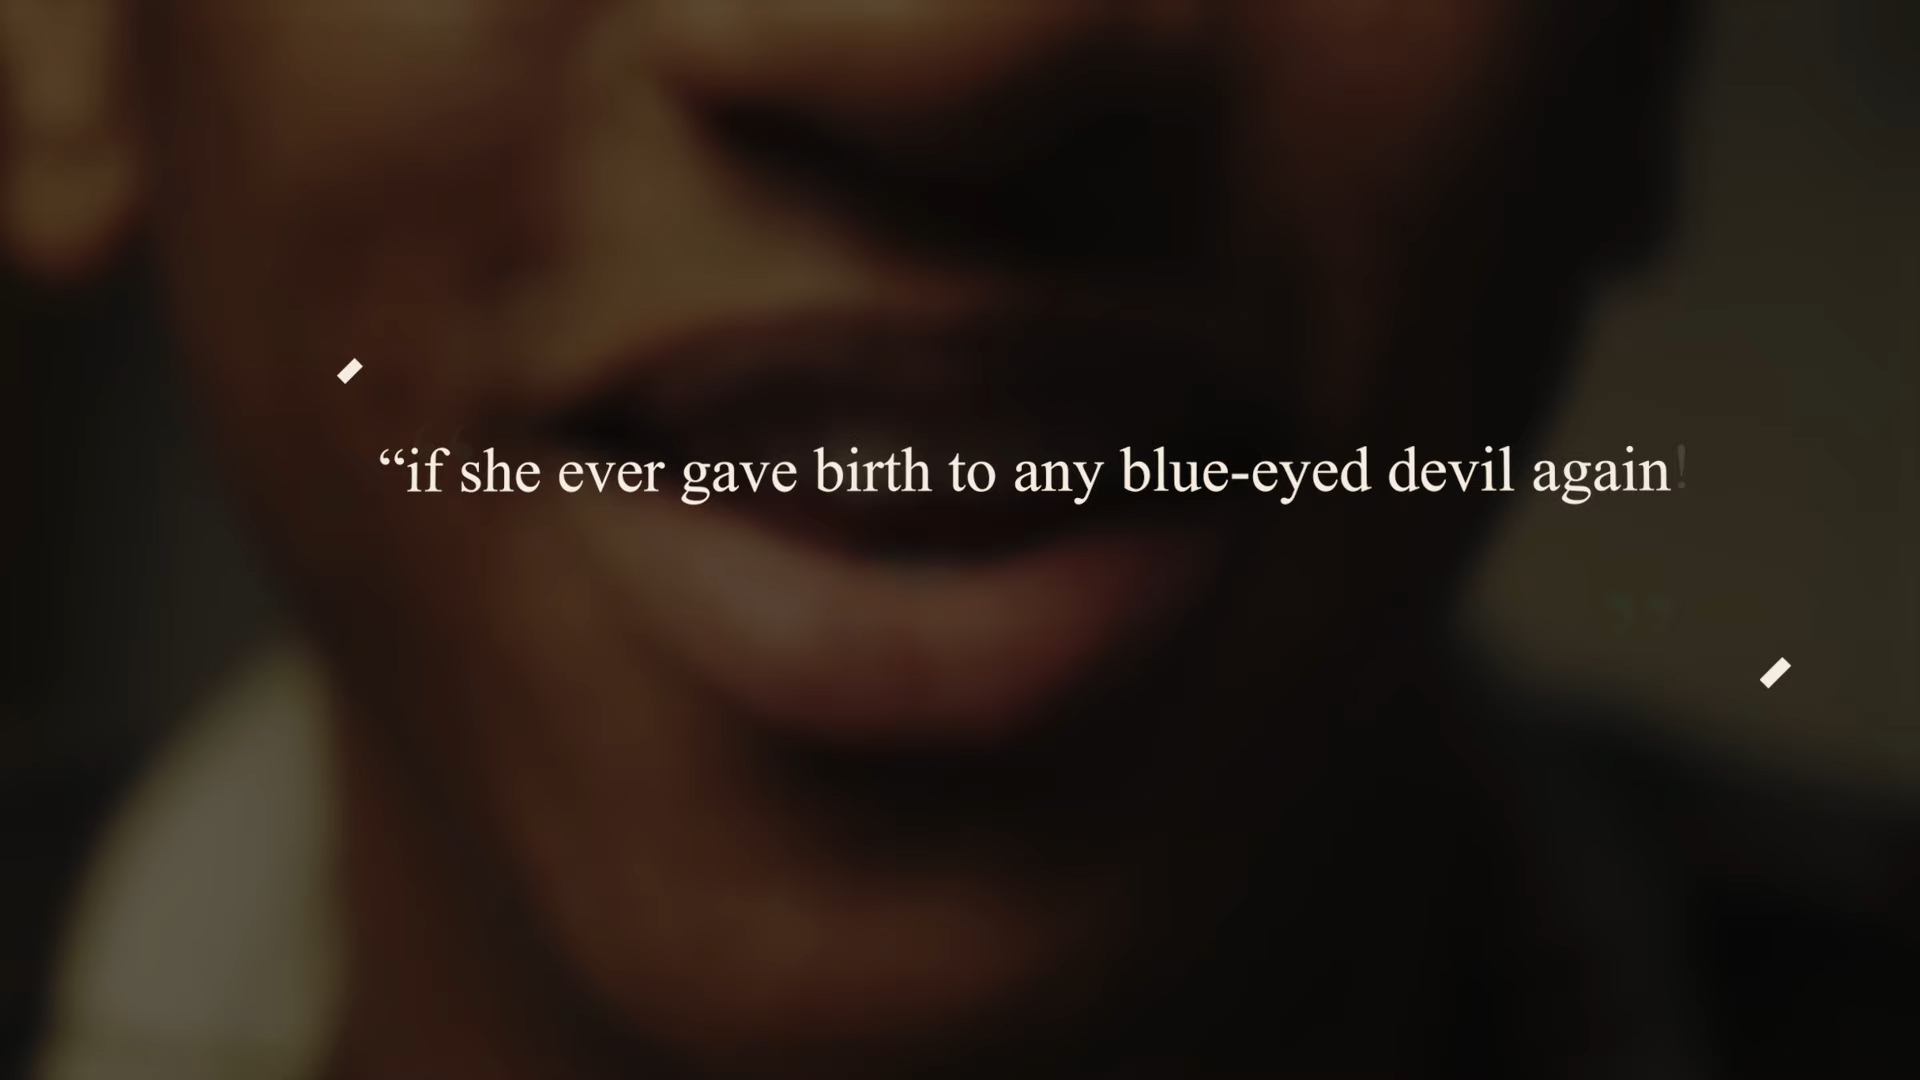 “if she ever gave birth to any blue-eyed devil again!